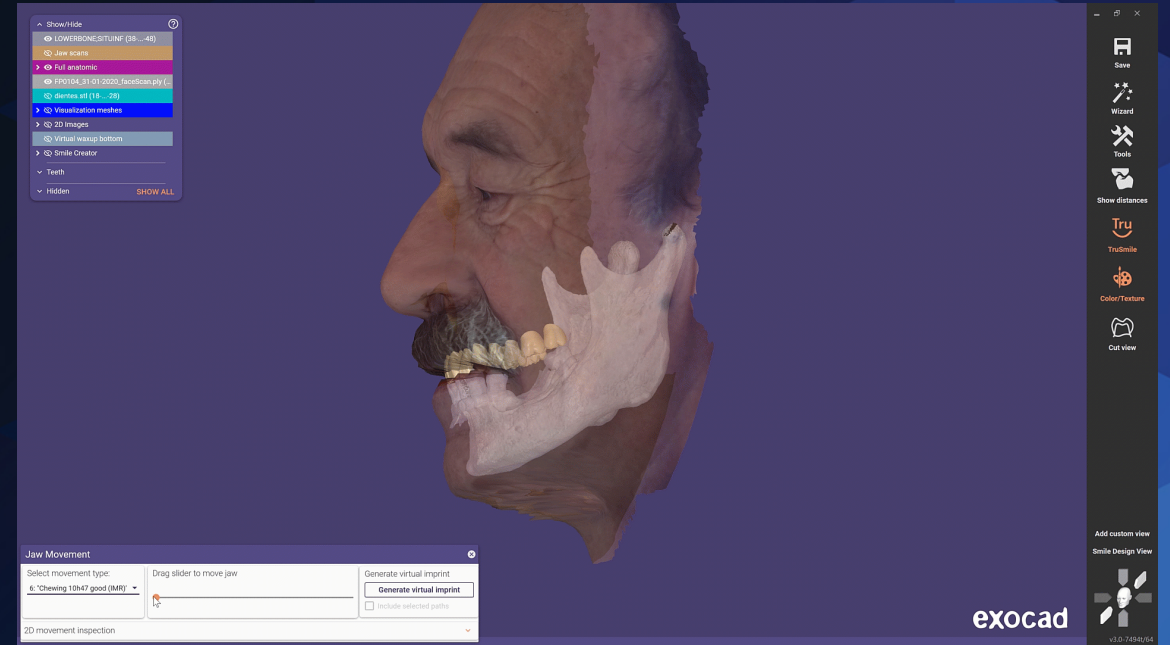 Show/Hide
LOWERBONE;SITUINF (38-...-48)
Jaw scans
Full anatomic
FP0104_31-01-2020_faceScan.ply (...
dientes.stl (18-...-28)
Visualization meshes
2D Images
Virtual waxup bottom
Smile Creator
Teeth
Hidden SHOW ALL
Save
Wizard
Tools
Show distances
Tru
TruSmile
Color/Texture
Cut view
Add custom view
Smile Design View
Jaw Movement
Select movement type:
6: "Chewing 10h47 good (IMR)"
Drag slider to move jaw
Generate virtual imprint
Generate virtual imprint
Include selected paths
2D movement inspection
exocad
v3.0-7494t/64